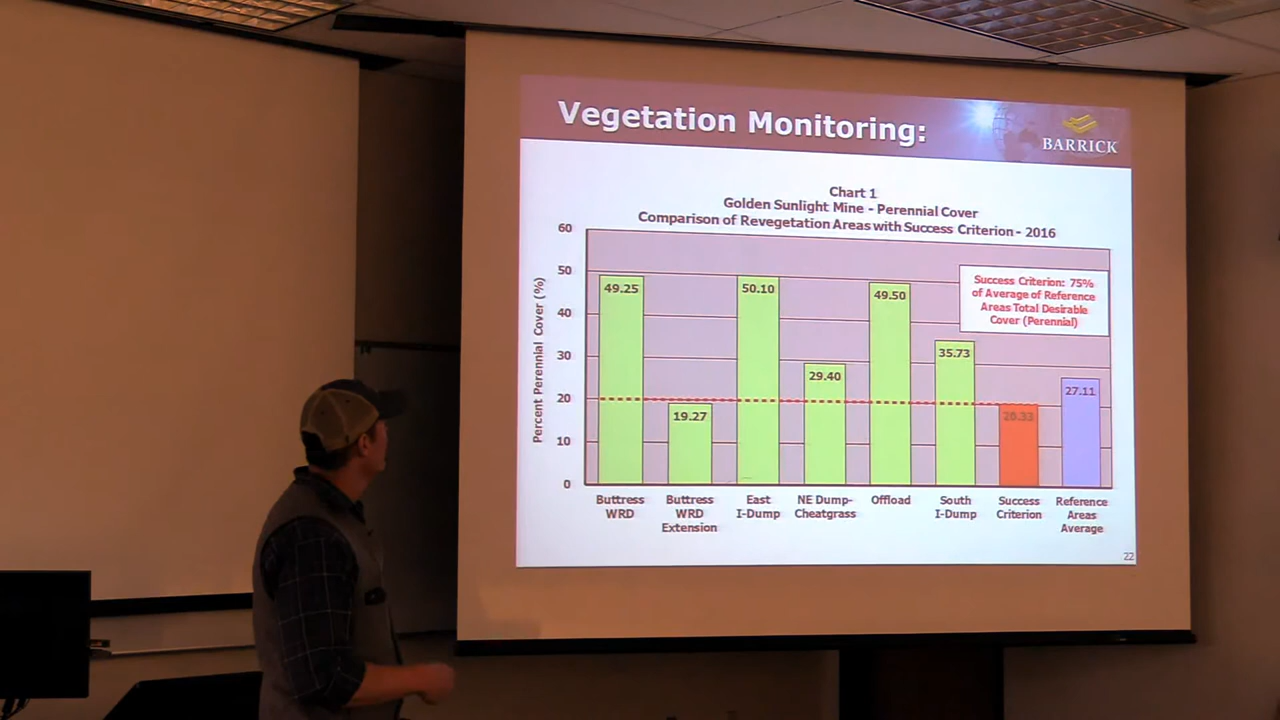 Vegetation Monitoring:
BARRICK
Chart 1
Golden Sunlight Mine - Perennial Cover
Comparison of Revegetation Areas with Success Criterion - 2016
Percent Perennial Cover (%)
60
50
40
30
20
10
0
Success Criterion: 75%
of Average of Reference
Areas Total Desirable
Cover (Perennial)
49.25
19.27
50.10
29.40
49.50
35.73
20.33
27.11
Buttress
WRD
Buttress
WRD
Extension
East
I-Dump
NE Dump-
Cheatgrass
Offload
South
I-Dump
Success
Criterion
Reference
Areas
Average
22